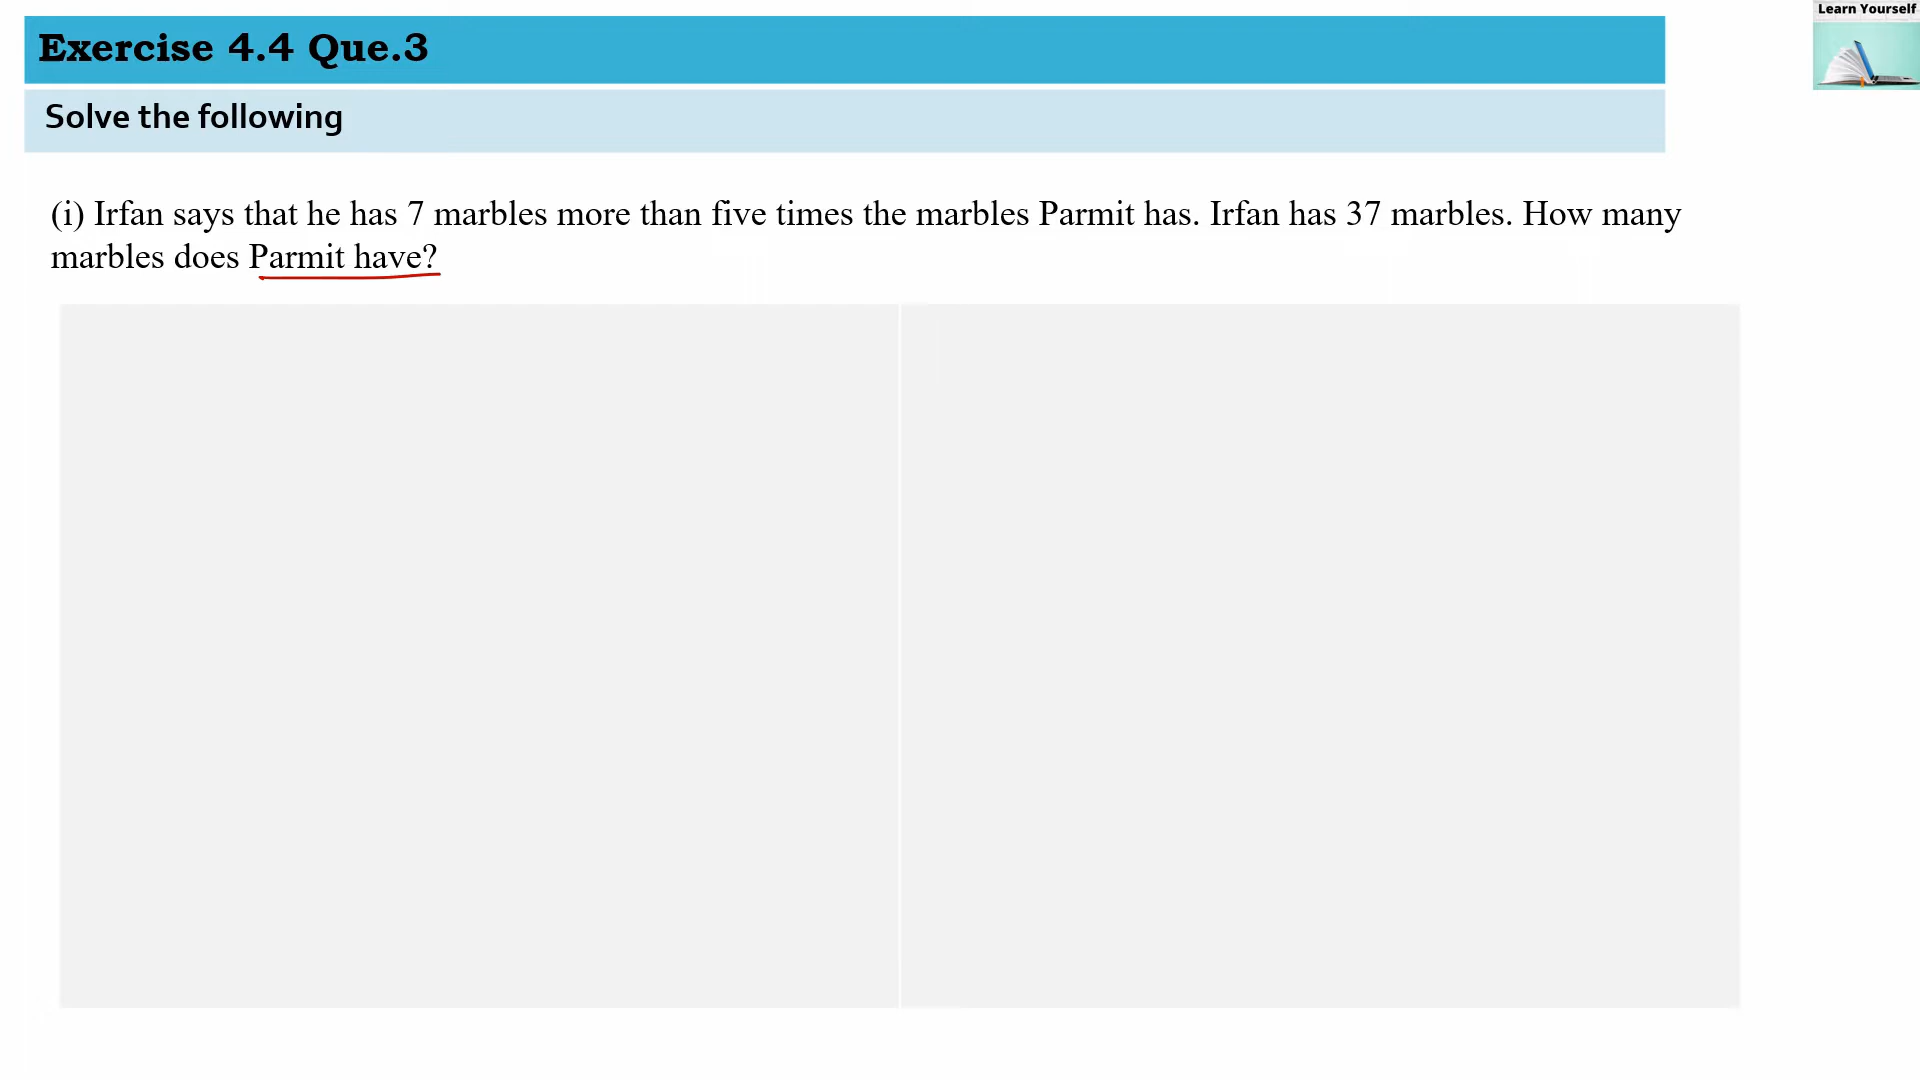 Learn Yourself
Exercise 4.4 Que.3
Solve the following
(i) Irfan says that he has 7 marbles more than five times the marbles Parmit has. Irfan has 37 marbles. How many
marbles does Parmit have?